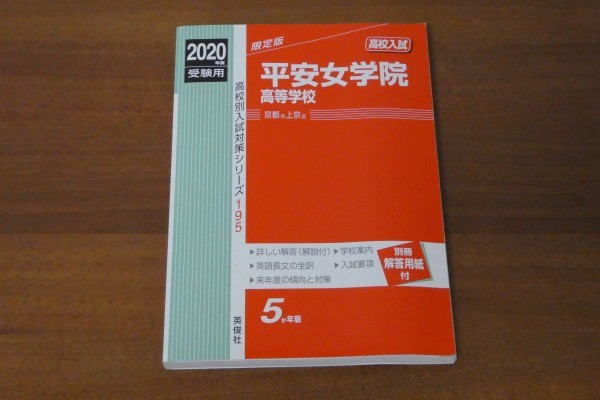 2020年版
受験用
限定版
高校入試
平安女学院
高等学校
京都市上京区
高校別入試対策シリーズ195
▶詳しい解答(解説付)▶学校案内
▶英語長文の全訳 ▶入試要項
▶来年度の傾向と対策
別冊
解答用紙
付
5か年版
英俊社